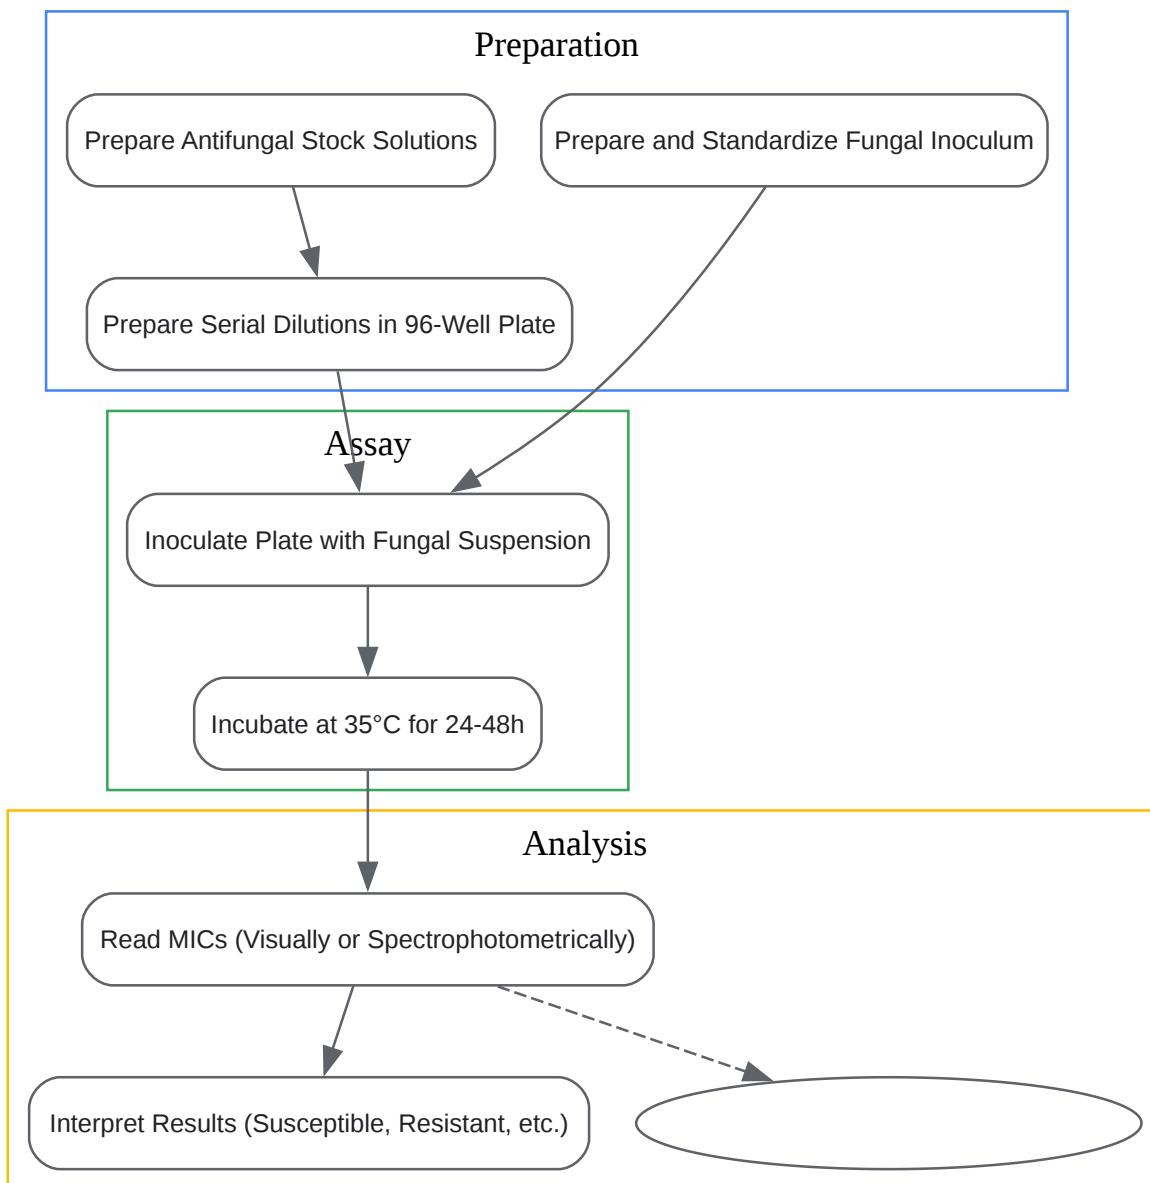 Preparation
Prepare Antifungal Stock Solutions
Prepare and Standardize Fungal Inoculum
Prepare Serial Dilutions in 96-Well Plate
Assay
Inoculate Plate with Fungal Suspension
Incubate at 35°C for 24-48h
Analysis
Read MICs (Visually or Spectrophotometrically)
Interpret Results (Susceptible, Resistant, etc.)